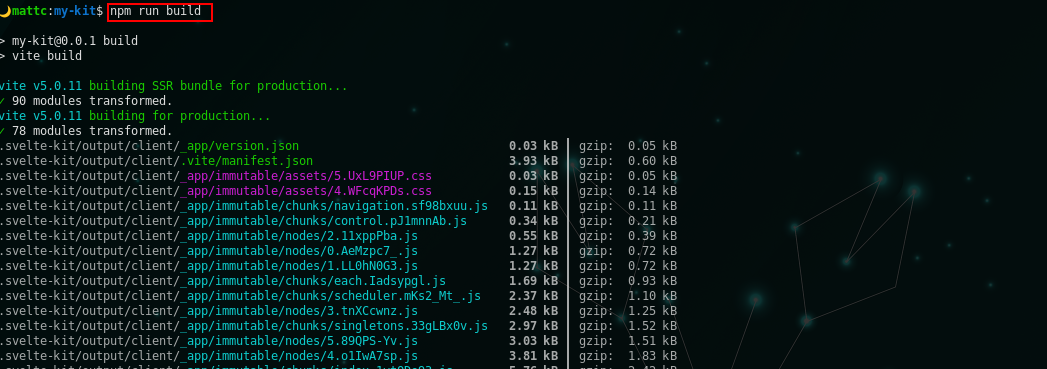 mattc:my-kit$ npm run build
> my-kit@0.0.1 build
> vite build
vite v5.0.11 building SSR bundle for production...
✓ 90 modules transformed.
vite v5.0.11 building for production...
✓ 78 modules transformed.
.svelte-kit/output/client/_app/version.json 0.03 kB │ gzip: 0.05 kB
.svelte-kit/output/client/.vite/manifest.json 3.93 kB │ gzip: 0.60 kB
.svelte-kit/output/client/_app/immutable/assets/5.UxL9PIUP.css 0.03 kB │ gzip: 0.05 kB
.svelte-kit/output/client/_app/immutable/assets/4.WFcqKPDs.css 0.15 kB │ gzip: 0.14 kB
.svelte-kit/output/client/_app/immutable/chunks/navigation.sf98bxuu.js 0.11 kB │ gzip: 0.11 kB
.svelte-kit/output/client/_app/immutable/chunks/control.pJ1mnnAb.js 0.34 kB │ gzip: 0.21 kB
.svelte-kit/output/client/_app/immutable/nodes/2.11xppPba.js 0.55 kB │ gzip: 0.39 kB
.svelte-kit/output/client/_app/immutable/nodes/0.AeMzpc7_.js 1.27 kB │ gzip: 0.72 kB
.svelte-kit/output/client/_app/immutable/nodes/1.LL0hN0G3.js 1.27 kB │ gzip: 0.72 kB
.svelte-kit/output/client/_app/immutable/chunks/each.Iadsypgl.js 1.69 kB │ gzip: 0.93 kB
.svelte-kit/output/client/_app/immutable/chunks/scheduler.mKs2_Mt_.js 2.37 kB │ gzip: 1.10 kB
.svelte-kit/output/client/_app/immutable/nodes/3.tnXCcwnz.js 2.48 kB │ gzip: 1.25 kB
.svelte-kit/output/client/_app/immutable/chunks/singletons.33gLBx0v.js 2.97 kB │ gzip: 1.52 kB
.svelte-kit/output/client/_app/immutable/nodes/5.89QPS-Yv.js 3.03 kB │ gzip: 1.51 kB
.svelte-kit/output/client/_app/immutable/nodes/4.o1IwA7sp.js 3.81 kB │ gzip: 1.83 kB